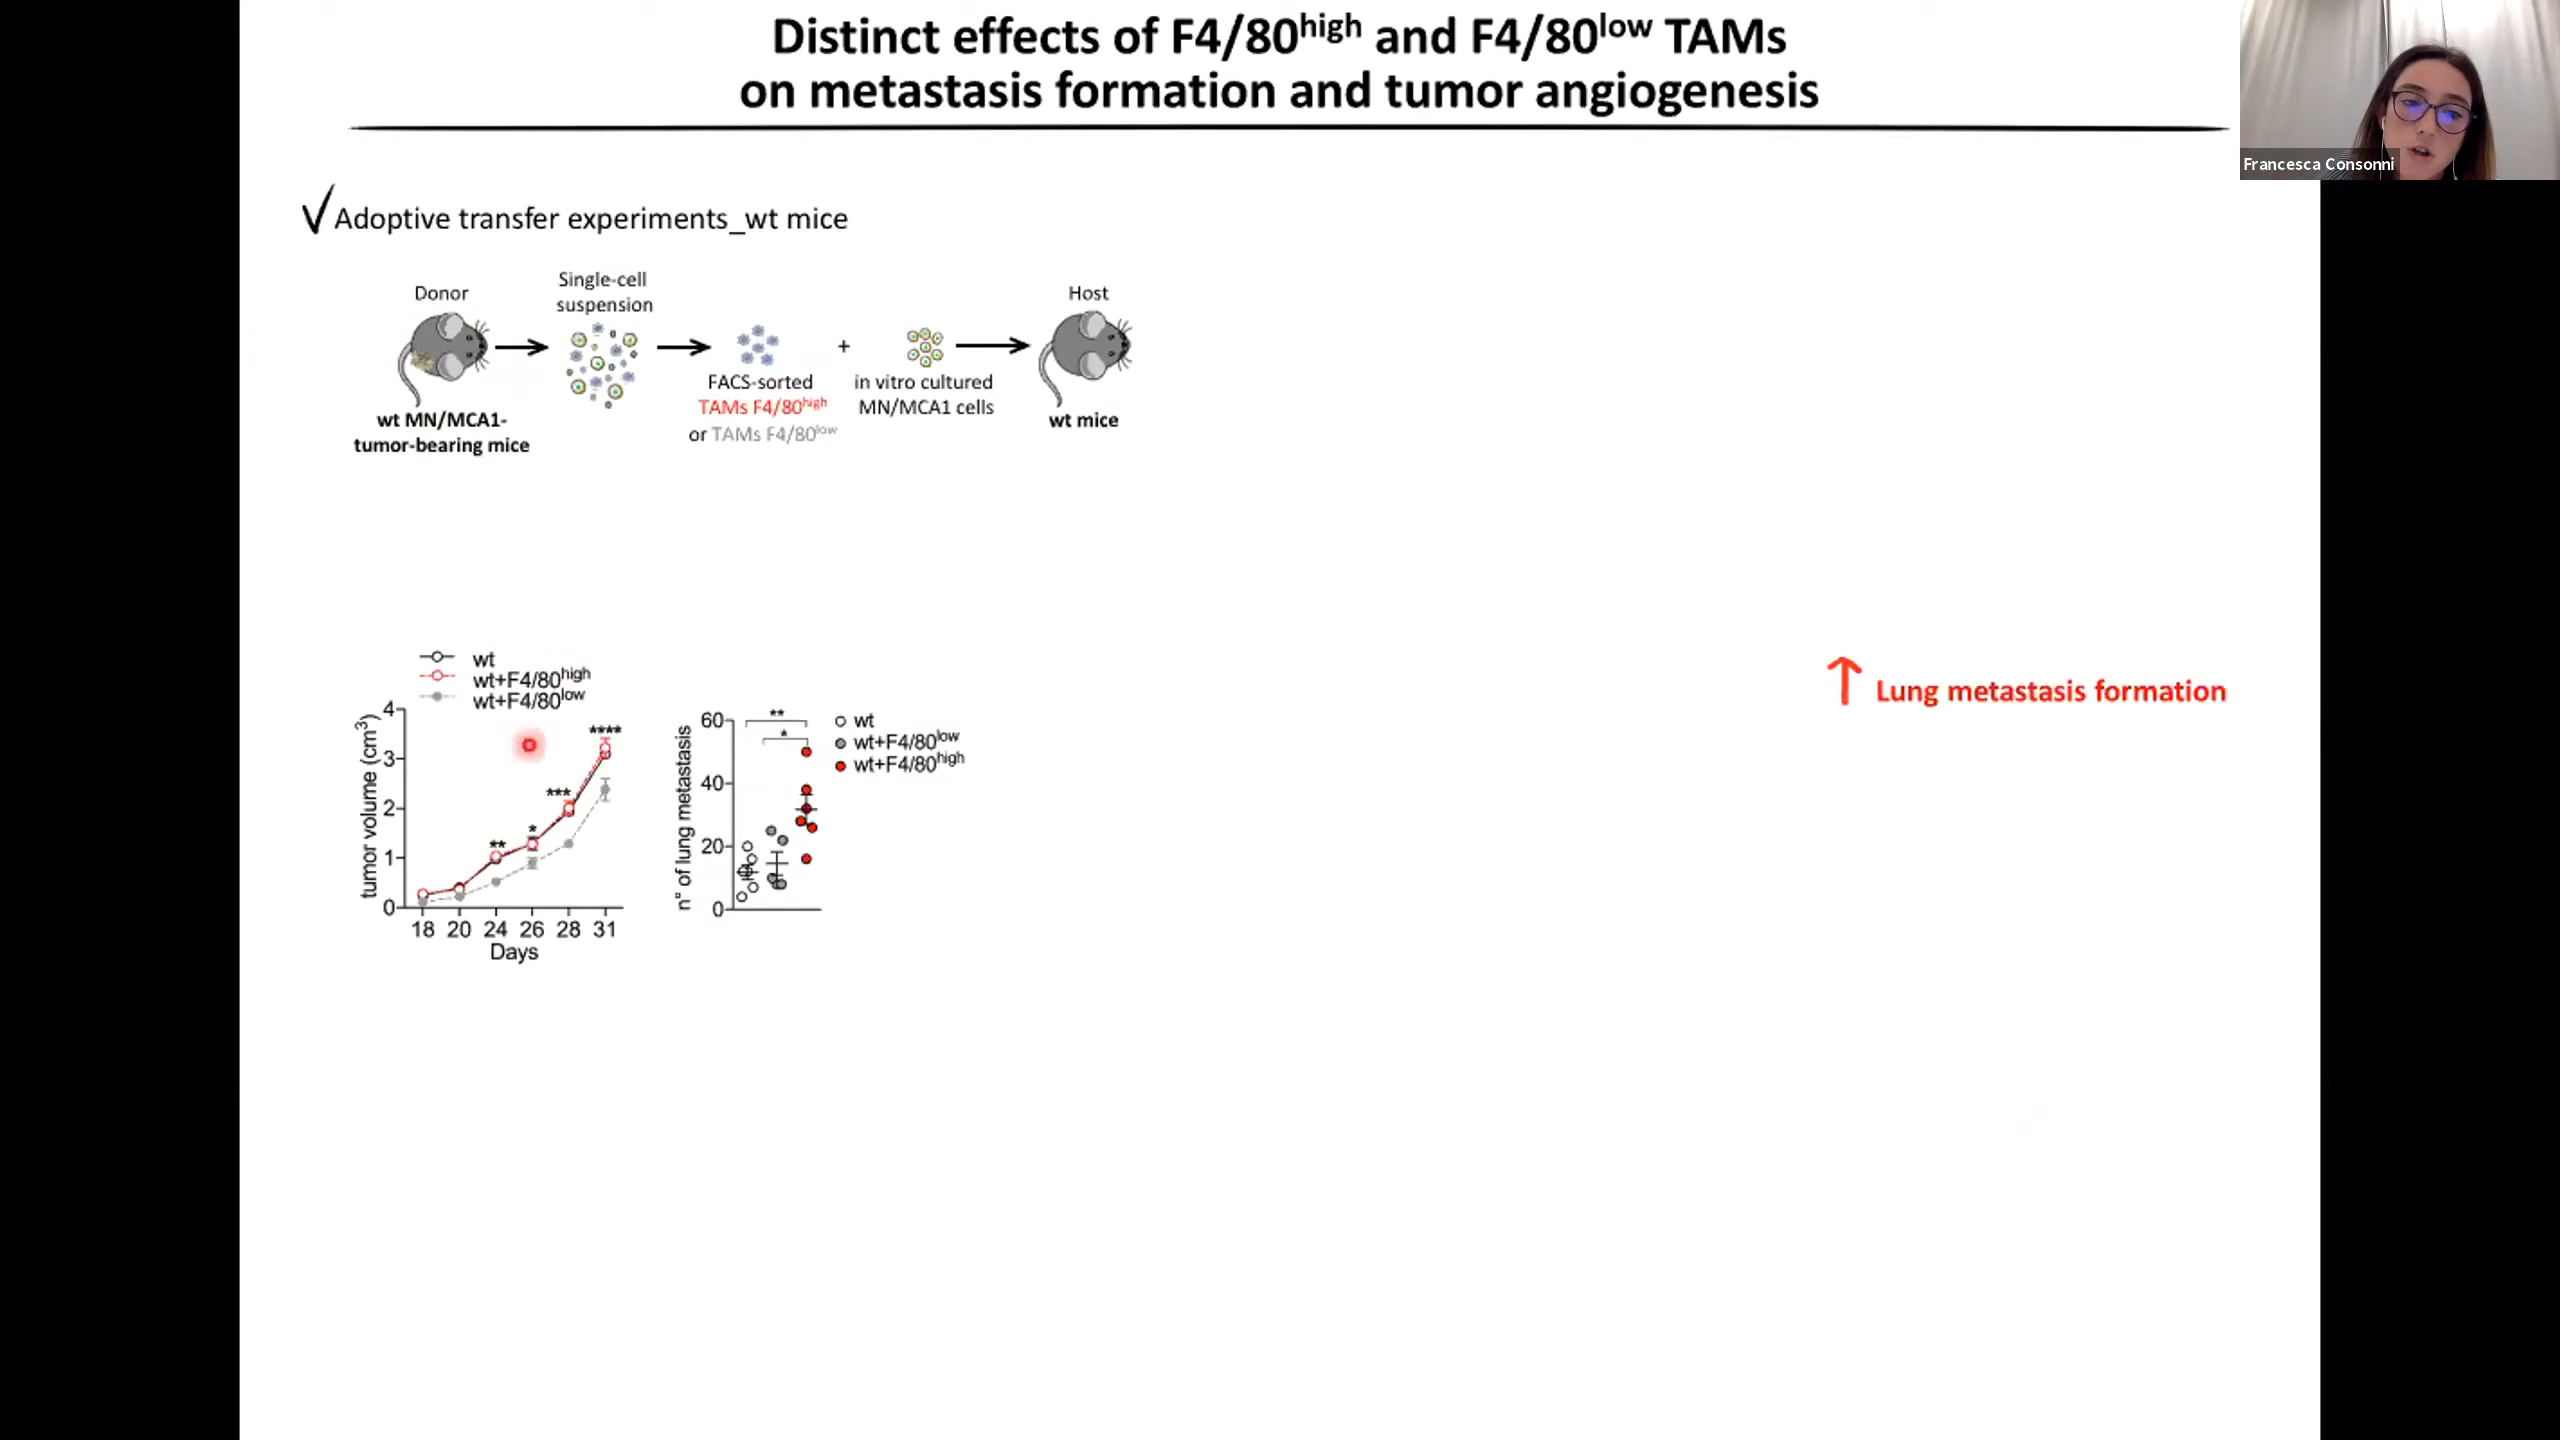 Distinct effects of F4/80high and F4/80low TAMs
on metastasis formation and tumor angiogenesis
Francesca Consonni
Adoptive transfer experiments_wt mice
Donor
wt MN/MCA1-
tumor-bearing mice
Single-cell
suspension
FACS-sorted
TAMs F4/80high
or TAMs F4/80low
+
in vitro cultured
MN/MCA1 cells
Host
wt mice
wt
wt+F4/80high
wt+F4/80low
tumor volume (cm3)
4
3
2
1
0
**
*
***
****
18 20 24 26 28 31
Days
n° of lung metastasis
60
40
20
0
**
*
wt
wt+F4/80low
wt+F4/80high
↑ Lung metastasis formation